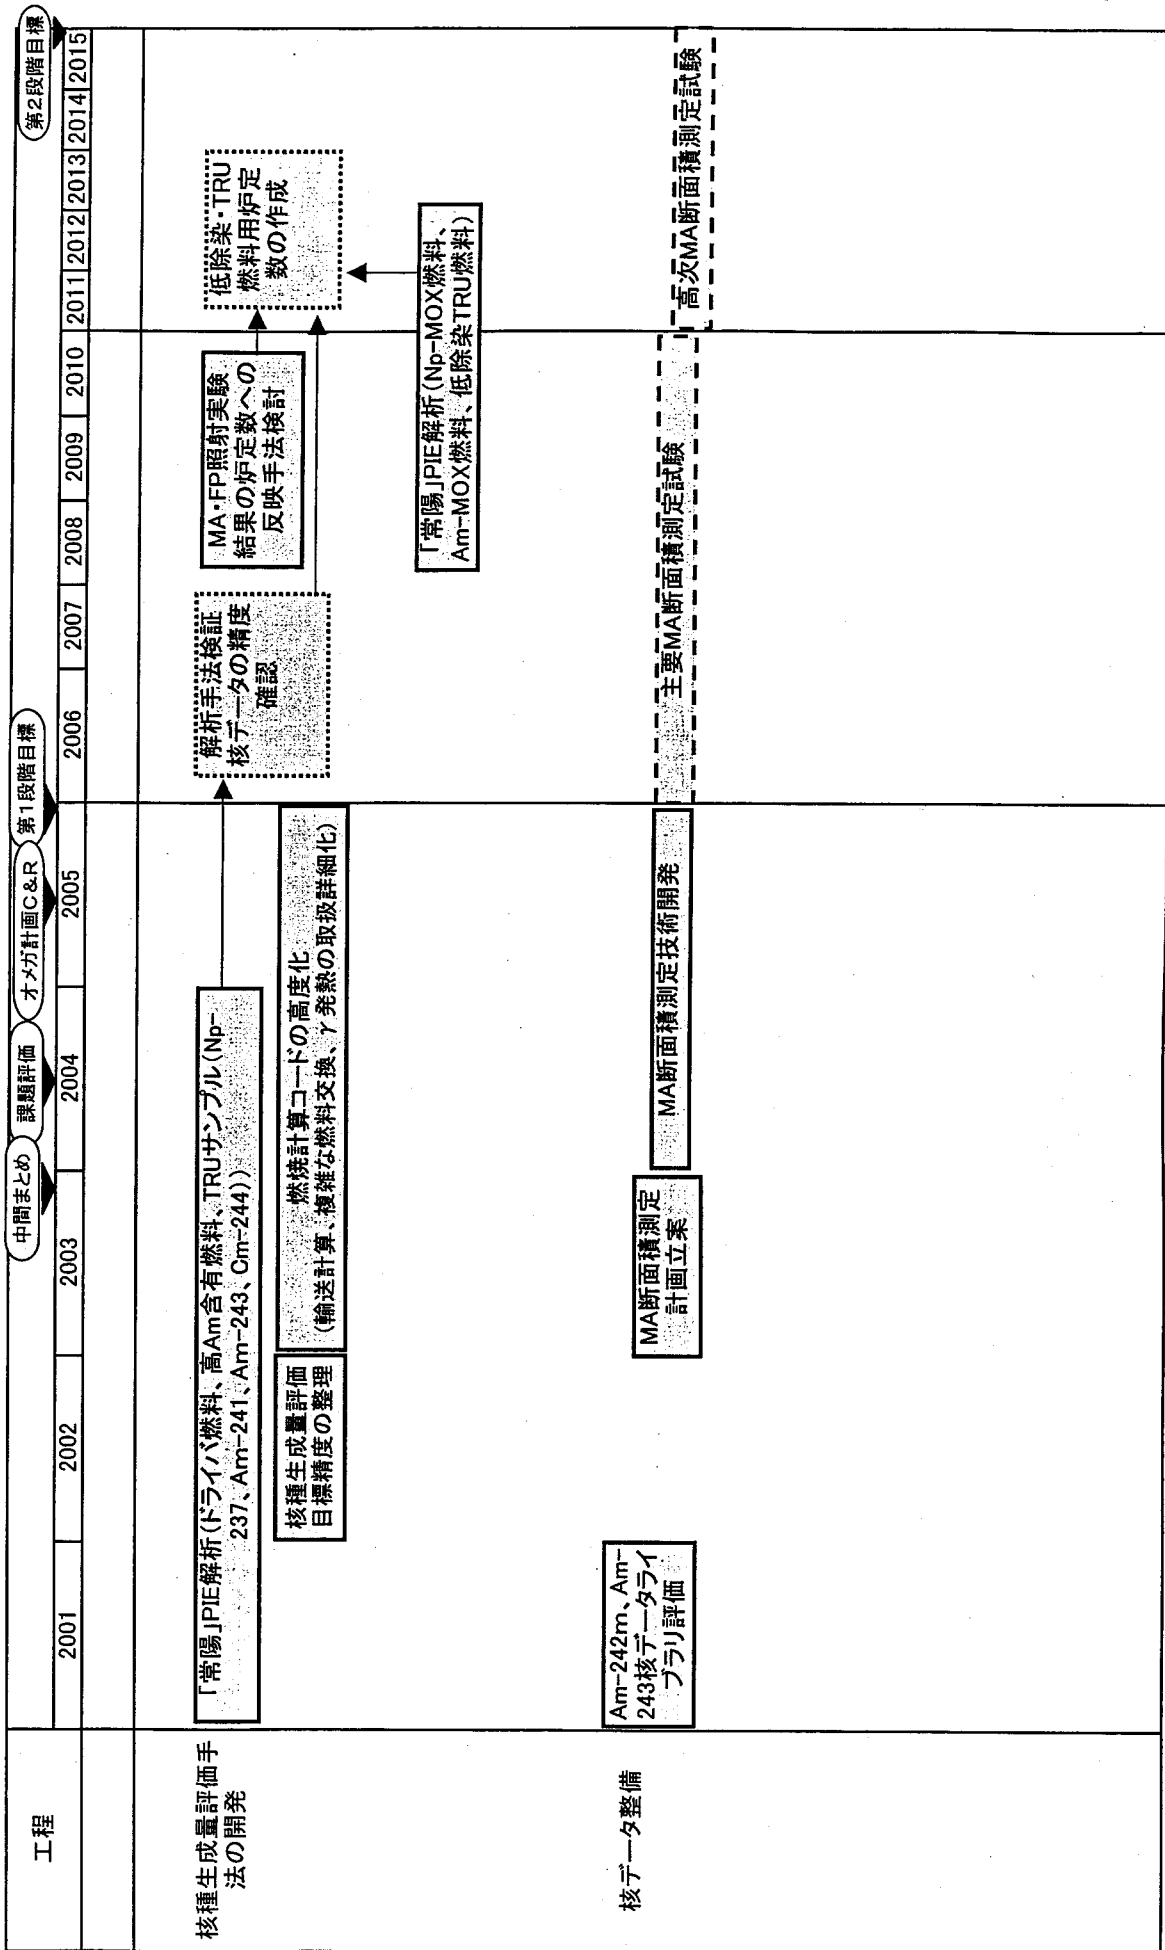 工程
中間まとめ
課題評価
オメガ計画C&R
第1段階目標
第2段階目標
2001
2002
2003
2004
2005
2006
2007
2008
2009
2010
2011
2012
2013
2014
2015
核種生成量評価手
法の開発
「常陽」PIE解析(ドライバ燃料、高Am含有燃料、TRUサンプル(Np-
237、Am-241、Am-243、Cm-244))
核種生成量評価
目標精度の整理
燃焼計算コードの高度化
(輸送計算、複雑な燃料交換、γ発熱の取扱詳細化)
解析手法検証
核データの精度
確認
MA・FP照射実験
結果の炉定数への
反映手法検討
低除染・TRU
燃料用炉定
数の作成
「常陽」PIE解析(Np-MOX燃料、
Am-MOX燃料、低除染TRU燃料)
核データ整備
Am-242m、Am-
243核データライ
ブラリ評価
MA断面積測定
計画立案
MA断面積測定技術開発
主要MA断面積測定試験
高次MA断面積測定試験